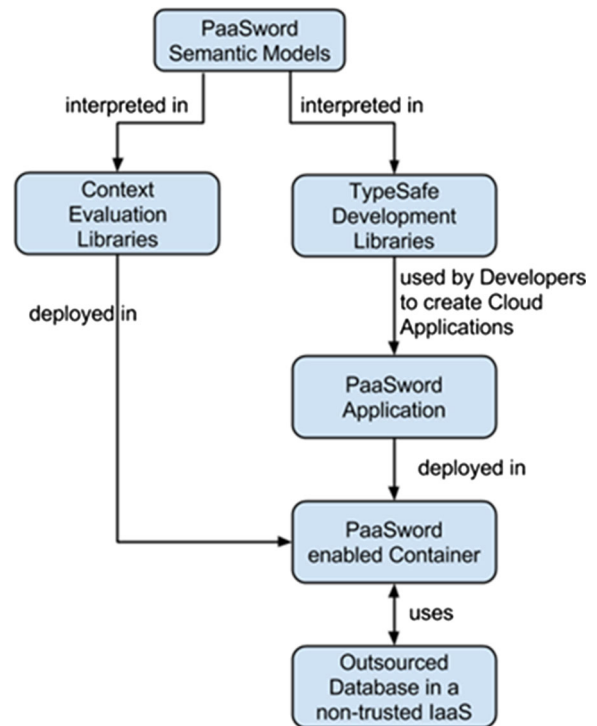 PaaSword
Semantic Models
interpreted in
interpreted in
Context
Evaluation
Libraries
TypeSafe
Development
Libraries
used by Developers
to create Cloud
Applications
deployed in
PaaSword
Application
deployed in
PaaSword
enabled Container
uses
Outsourced
Database in a
non-trusted IaaS